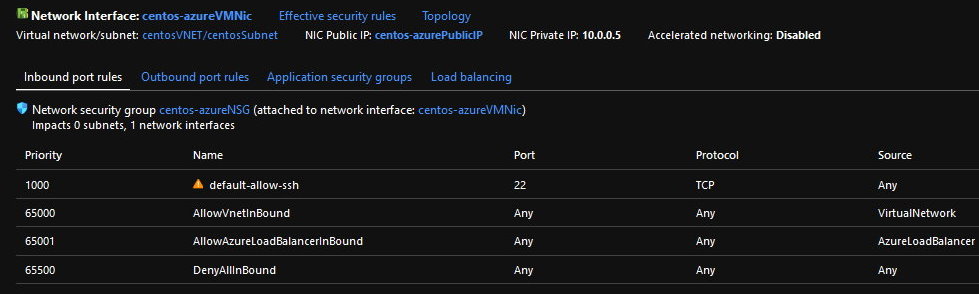 Network Interface: centos-azureVMNic Effective security rules Topology
Virtual network/subnet: centosVNET/centosSubnet NIC Public IP: centos-azurePublicIP NIC Private IP: 10.0.0.5 Accelerated networking: Disabled
Inbound port rules Outbound port rules Application security groups Load balancing
Network security group centos-azureNSG (attached to network interface: centos-azureVMNic)
Impacts 0 subnets, 1 network interfaces
Priority Name Port Protocol Source
1000 default-allow-ssh 22 TCP Any
65000 AllowVnetInBound Any Any VirtualNetwork
65001 AllowAzureLoadBalancerInBound Any Any AzureLoadBalancer
65500 DenyAllInBound Any Any Any